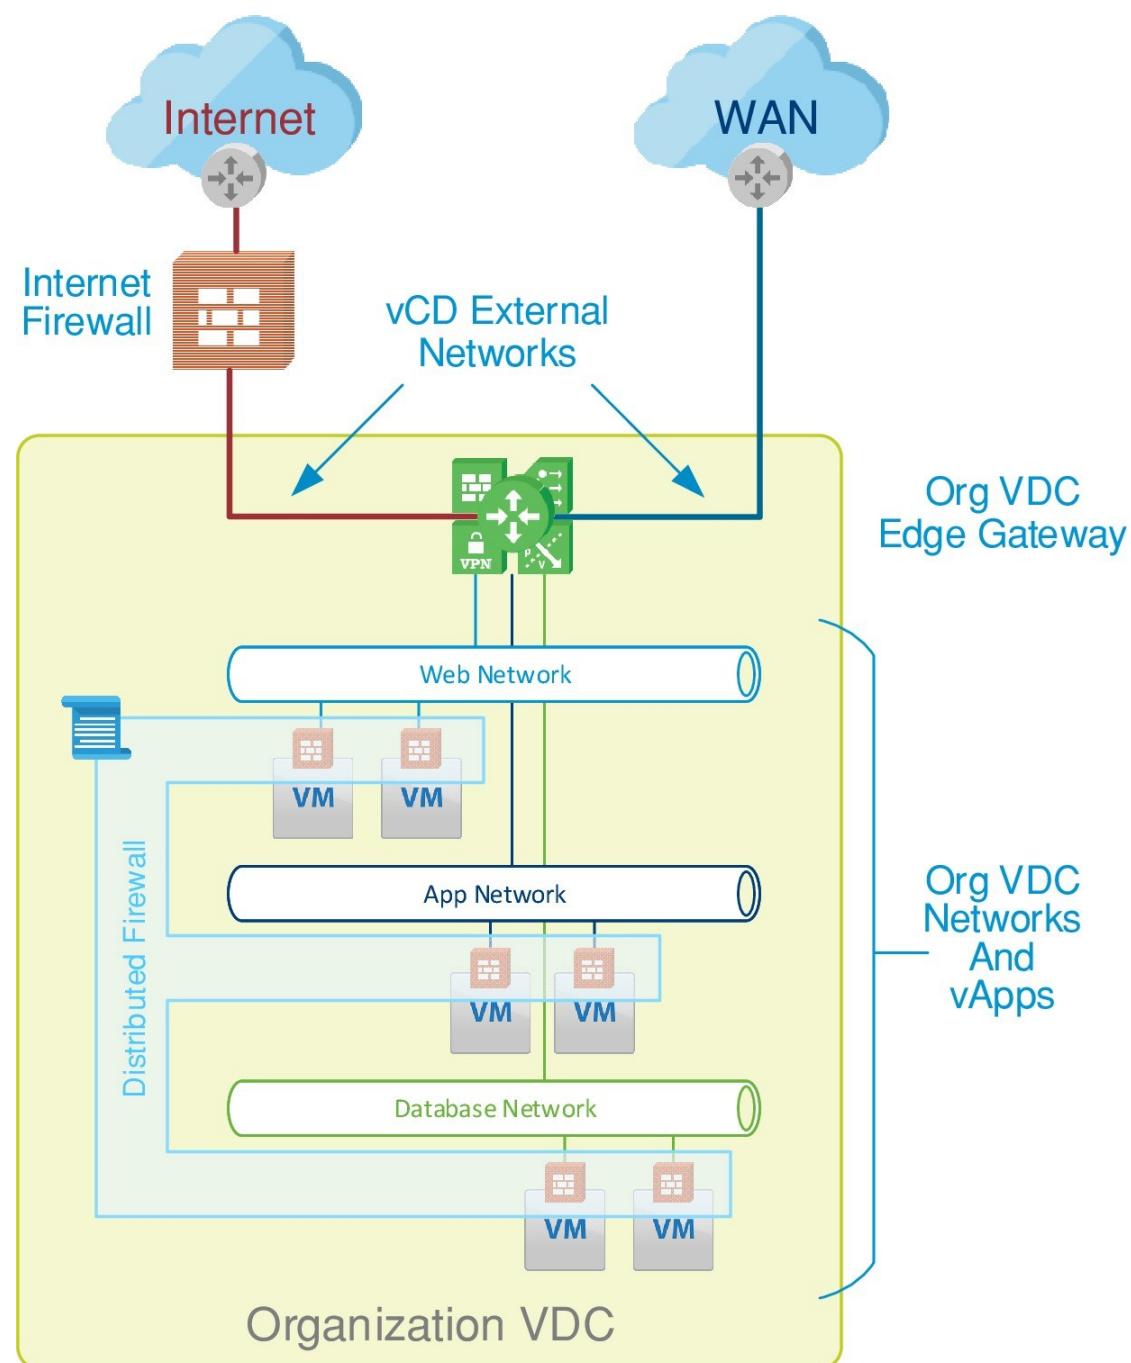 Internet
WAN
Internet
Firewall
vCD External
Networks
Org VDC
Edge Gateway
VPN
P
V
Web Network
VM
VM
Distributed Firewall
App Network
Org VDC
Networks
And
vApps
VM
VM
Database Network
VM
VM
Organization VDC